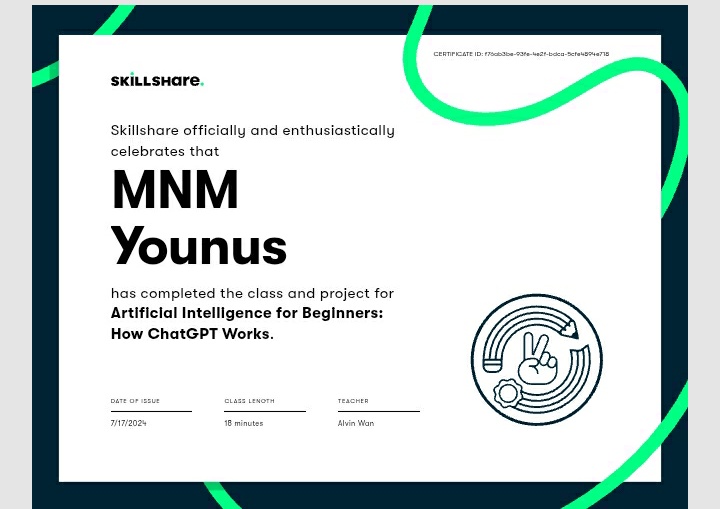 CERTIFICATE ID: f76ab3be-93fe-4e2f-bdca-5cfe4894e718
SKILLSHARE.
Skillshare officially and enthusiastically
celebrates that
MNM
Younus
has completed the class and project for
Artificial Intelligence for Beginners:
How ChatGPT Works.
DATE OF ISSUE CLASS LENGTH TEACHER
7/17/2024 18 minutes Alvin Wan